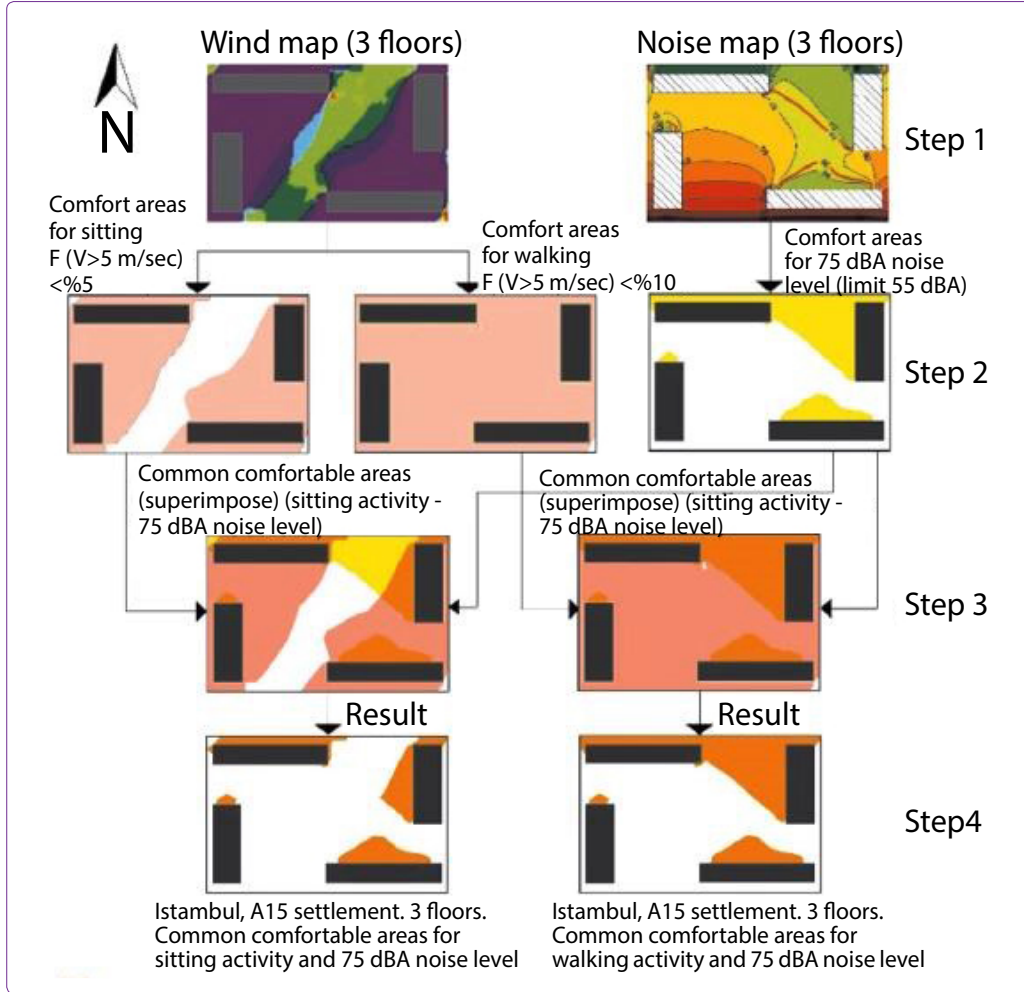 Wind map (3 floors)
Noise map (3 floors)
N
Step 1
Comfort areas
for sitting
F (V>5 m/sec)
<%5
Comfort areas
for walking
F (V>5 m/sec) <%10
Comfort areas
for 75 dBA noise
level (limit 55 dBA)
Step 2
Common comfortable areas
(superimpose) (sitting activity -
75 dBA noise level)
Common comfortable areas
(superimpose) (sitting activity -
75 dBA noise level)
Step 3
Result
Result
Step4
Istambul, A15 settlement. 3 floors.
Common comfortable areas for
sitting activity and 75 dBA noise level
Istambul, A15 settlement. 3 floors.
Common comfortable areas for
walking activity and 75 dBA noise level